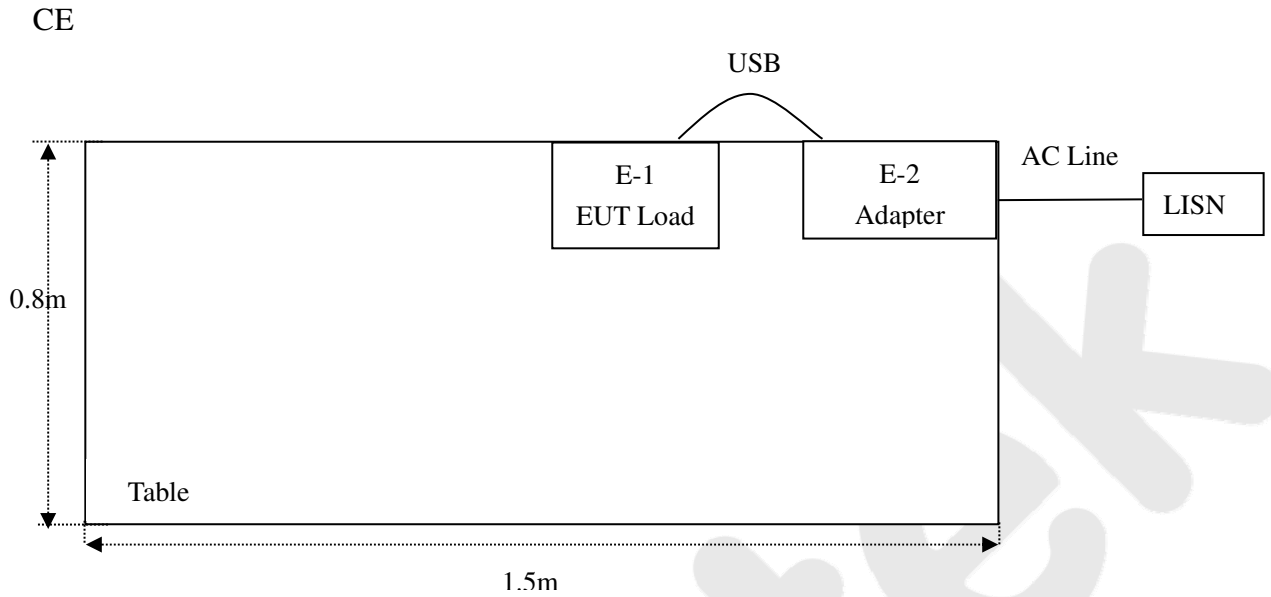 CE
USB
AC Line
E-1
EUT Load
E-2
Adapter
LISN
0.8m
Table
1.5m